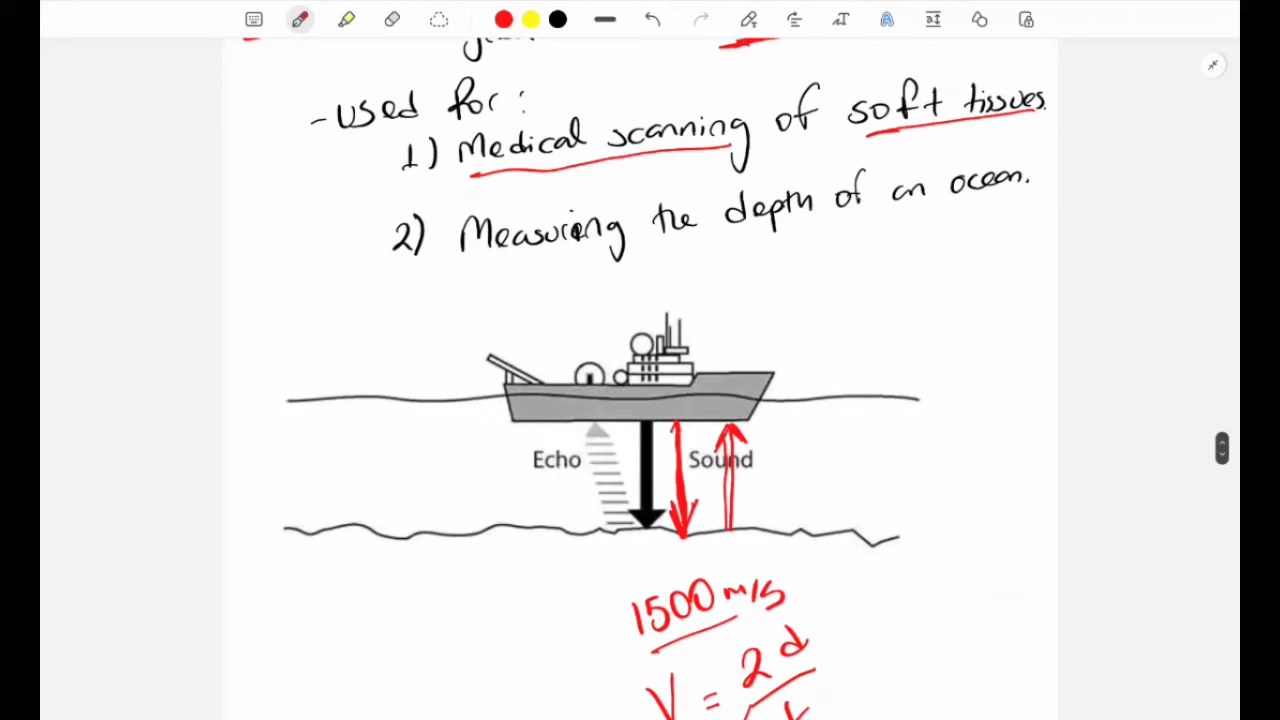 -Used for:
1) Medical scanning of soft tissues.
2) Measuring the depth of an ocean.
Echo
Sound
1500 m/s
V = 2d
t